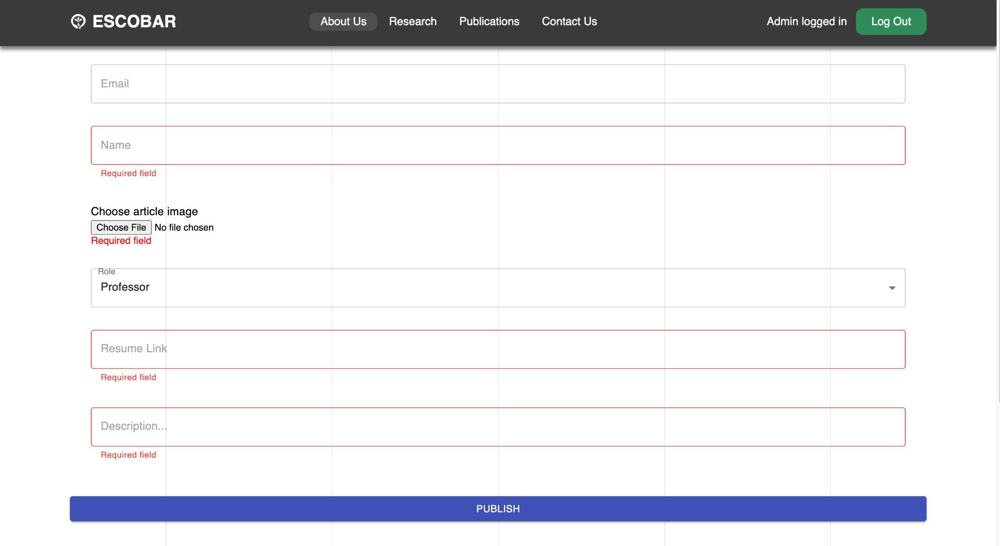 ESCOBAR About Us Research Publications Contact Us Admin logged in Log Out
Email
Name
Required field
Choose article image
Choose File No file chosen
Required field
Role
Professor
Resume Link
Required field
Description...
Required field
PUBLISH